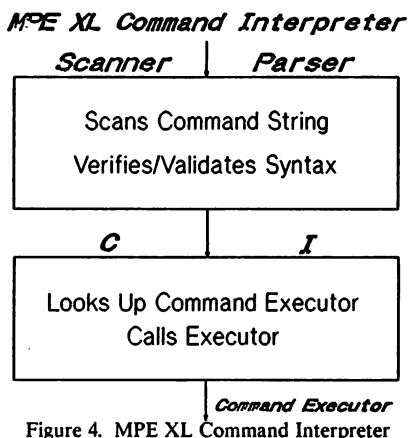 MPE XL Command Interpreter
Scanner Parser
Scans Command String
Verifies/Validates Syntax
C I
Looks Up Command Executor
Calls Executor
Command Executor
Figure 4. MPE XL Command Interpreter